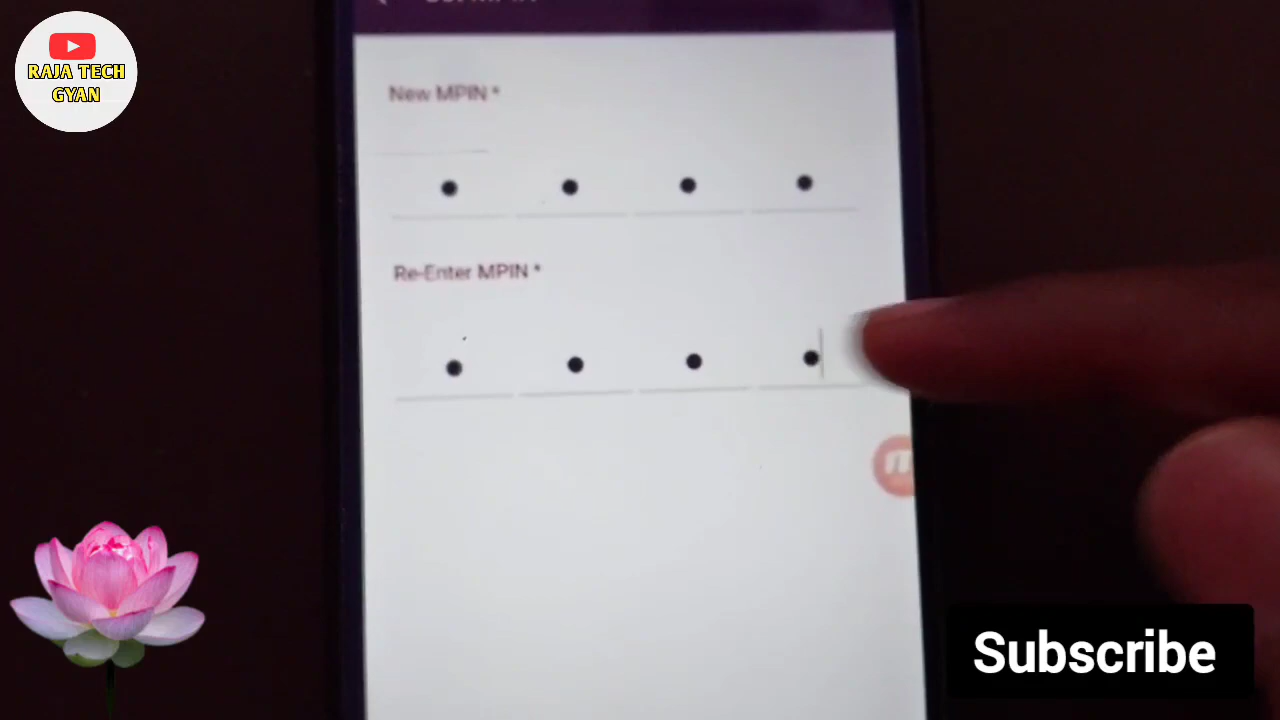 RAJA TECH
GYAN
New MPIN *
Re-Enter MPIN *
Subscribe